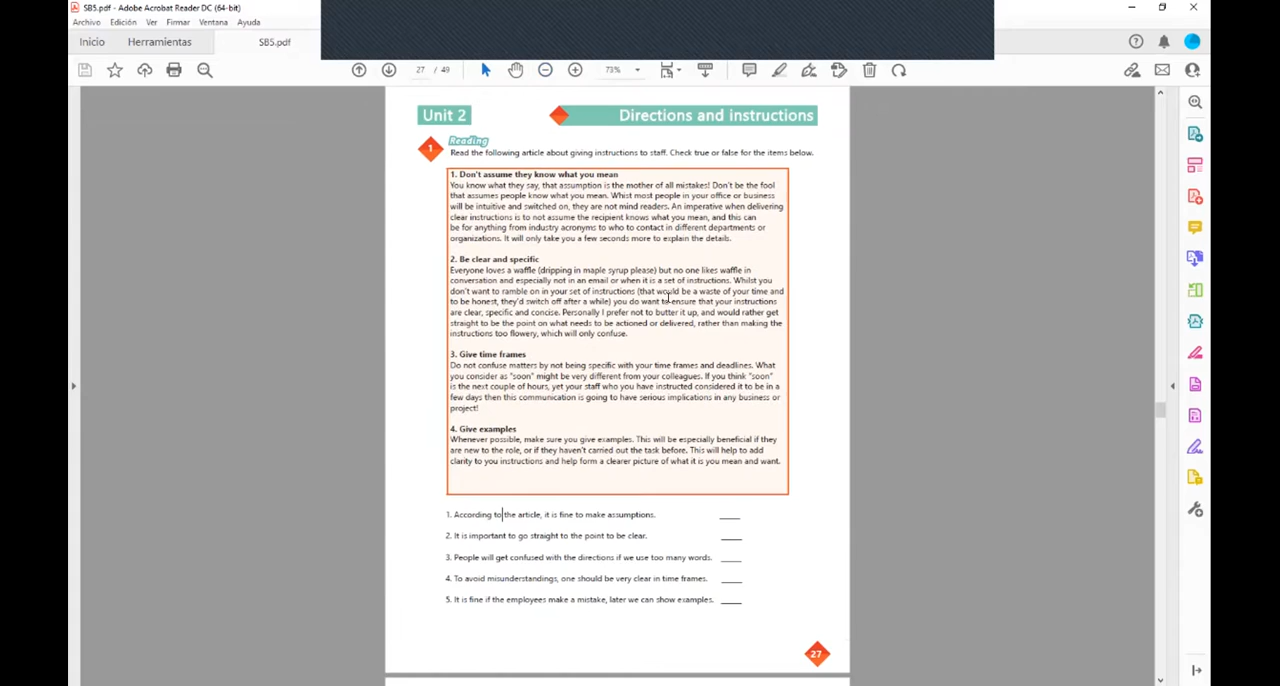 SB5.pdf - Adobe Acrobat Reader DC (64-bit)
Archivo Edición Ver Firmar Ventana Ayuda
Inicio Herramientas SB5.pdf
27 / 49 73%
Unit 2 Directions and instructions
1 Reading
Read the following article about giving instructions to staff. Check true or false for the items below.
1. Don't assume they know what you mean
You know what they say, that assumption is the mother of all mistakes! Don't be the fool
that assumes people know what you mean. Whist most people in your office or business
will be intuitive and switched on, they are not mind readers. An imperative when delivering
clear instructions is to not assume the recipient knows what you mean, and this can
be for anything from industry acronyms to who to contact in different departments or
organizations. It will only take you a few seconds more to explain the details.
2. Be clear and specific
Everyone loves a waffle (dripping in maple syrup please) but no one likes waffle in
conversation and especially not in an email or when it is a set of instructions. Whilst you
don't want to ramble on in your set of instructions (that would be a waste of your time and
to be honest, they'd switch off after a while) you do want to ensure that your instructions
are clear, specific and concise. Personally I prefer not to butter it up, and would rather get
straight to be the point on what needs to be actioned or delivered, rather than making the
instructions too flowery, which will only confuse.
3. Give time frames
Do not confuse matters by not being specific with your time frames and deadlines. What
you consider as "soon" might be very different from your colleagues. If you think "soon"
is the next couple of hours, yet your staff who you have instructed considered it to be in a
few days then this communication is going to have serious implications in any business or
project!
4. Give examples
Whenever possible, make sure you give examples. This will be especially beneficial if they
are new to the role, or if they haven't carried out the task before. This will help to add
clarity to you instructions and help form a clearer picture of what it is you mean and want.
1. According to the article, it is fine to make assumptions. ____
2. It is important to go straight to the point to be clear. ____
3. People will get confused with the directions if we use too many words. ____
4. To avoid misunderstandings, one should be very clear in time frames. ____
5. It is fine if the employees make a mistake, later we can show examples. ____
27